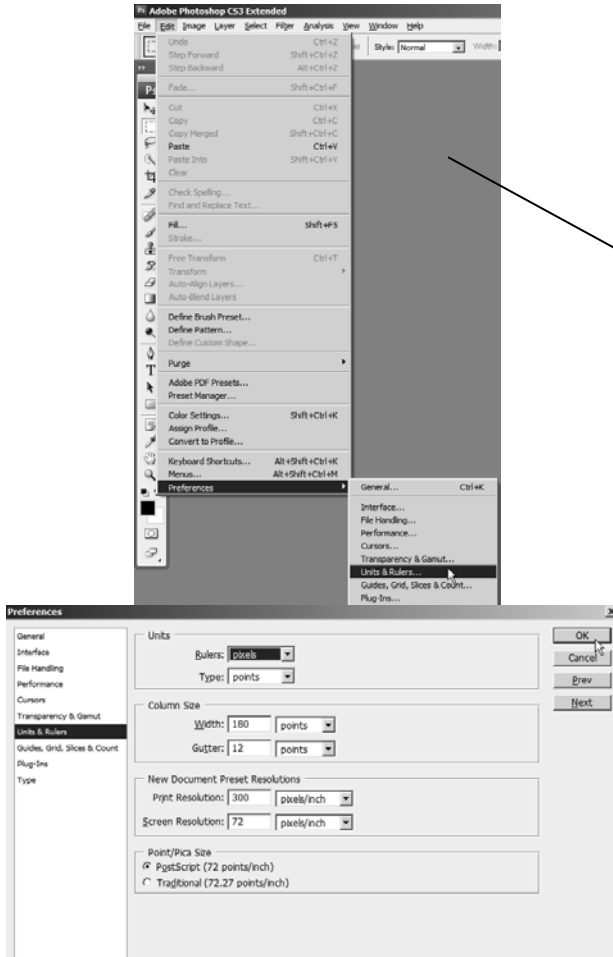 Ps Adobe Photoshop CS3 Extended
File Edit Image Layer Select Filter Analysis View Window Help
Style: Normal Width:
Undo Ctrl+Z
Step Forward Shift+Ctrl+Z
Step Backward Alt+Ctrl+Z
Fade... Shift+Ctrl+F
Cut Ctrl+X
Copy Ctrl+C
Copy Merged Shift+Ctrl+C
Paste Ctrl+V
Paste Into Shift+Ctrl+V
Clear
Check Spelling...
Find and Replace Text...
Fill... Shift+F5
Stroke...
Free Transform Ctrl+T
Transform
Auto-Align Layers...
Auto-Blend Layers
Define Brush Preset...
Define Pattern...
Define Custom Shape...
Purge
Adobe PDF Presets...
Preset Manager...
Color Settings... Shift+Ctrl+K
Assign Profile...
Convert to Profile...
Keyboard Shortcuts... Alt+Shift+Ctrl+K
Menus... Alt+Shift+Ctrl+M
Preferences
General... Ctrl+K
Interface...
File Handling...
Performance...
Cursors...
Transparency & Gamut...
Units & Rulers...
Guides, Grid, Slices & Count...
Plug-Ins...
Preferences
General
Interface
File Handling
Performance
Cursors
Transparency & Gamut
Units & Rulers
Guides, Grid, Slices & Count
Plug-Ins
Type
Units
Rulers: pixels
Type: points
Column Size
Width: 180 points
Gutter: 12 points
New Document Preset Resolutions
Print Resolution: 300 pixels/inch
Screen Resolution: 72 pixels/inch
Point/Pica Size
PostScript (72 points/inch)
Traditional (72.27 points/inch)
OK
Cancel
Prev
Next